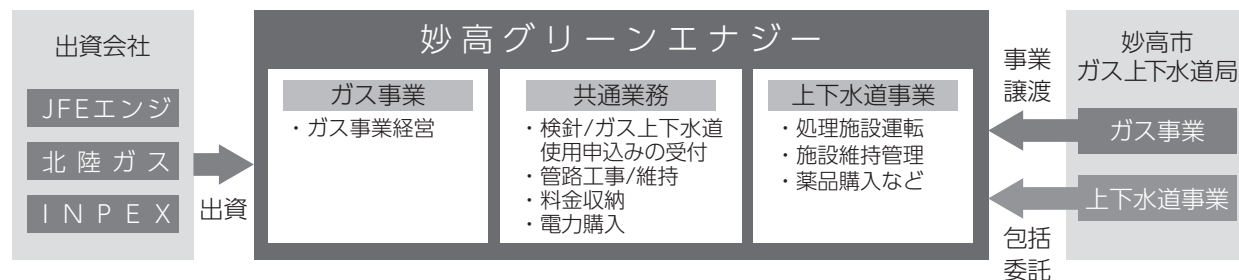 出資会社
JFEエンジ
北陸ガス
INPEX
出資
妙高グリーンエナジー
ガス事業
・ガス事業経営
共通業務
・検針/ガス上下水道
使用申込みの受付
・管路工事/維持
・料金収納
・電力購入
上下水道事業
・処理施設運転
・施設維持管理
・薬品購入など
事業
譲渡
包括
委託
妙高市
ガス上下水道局
ガス事業
上下水道事業